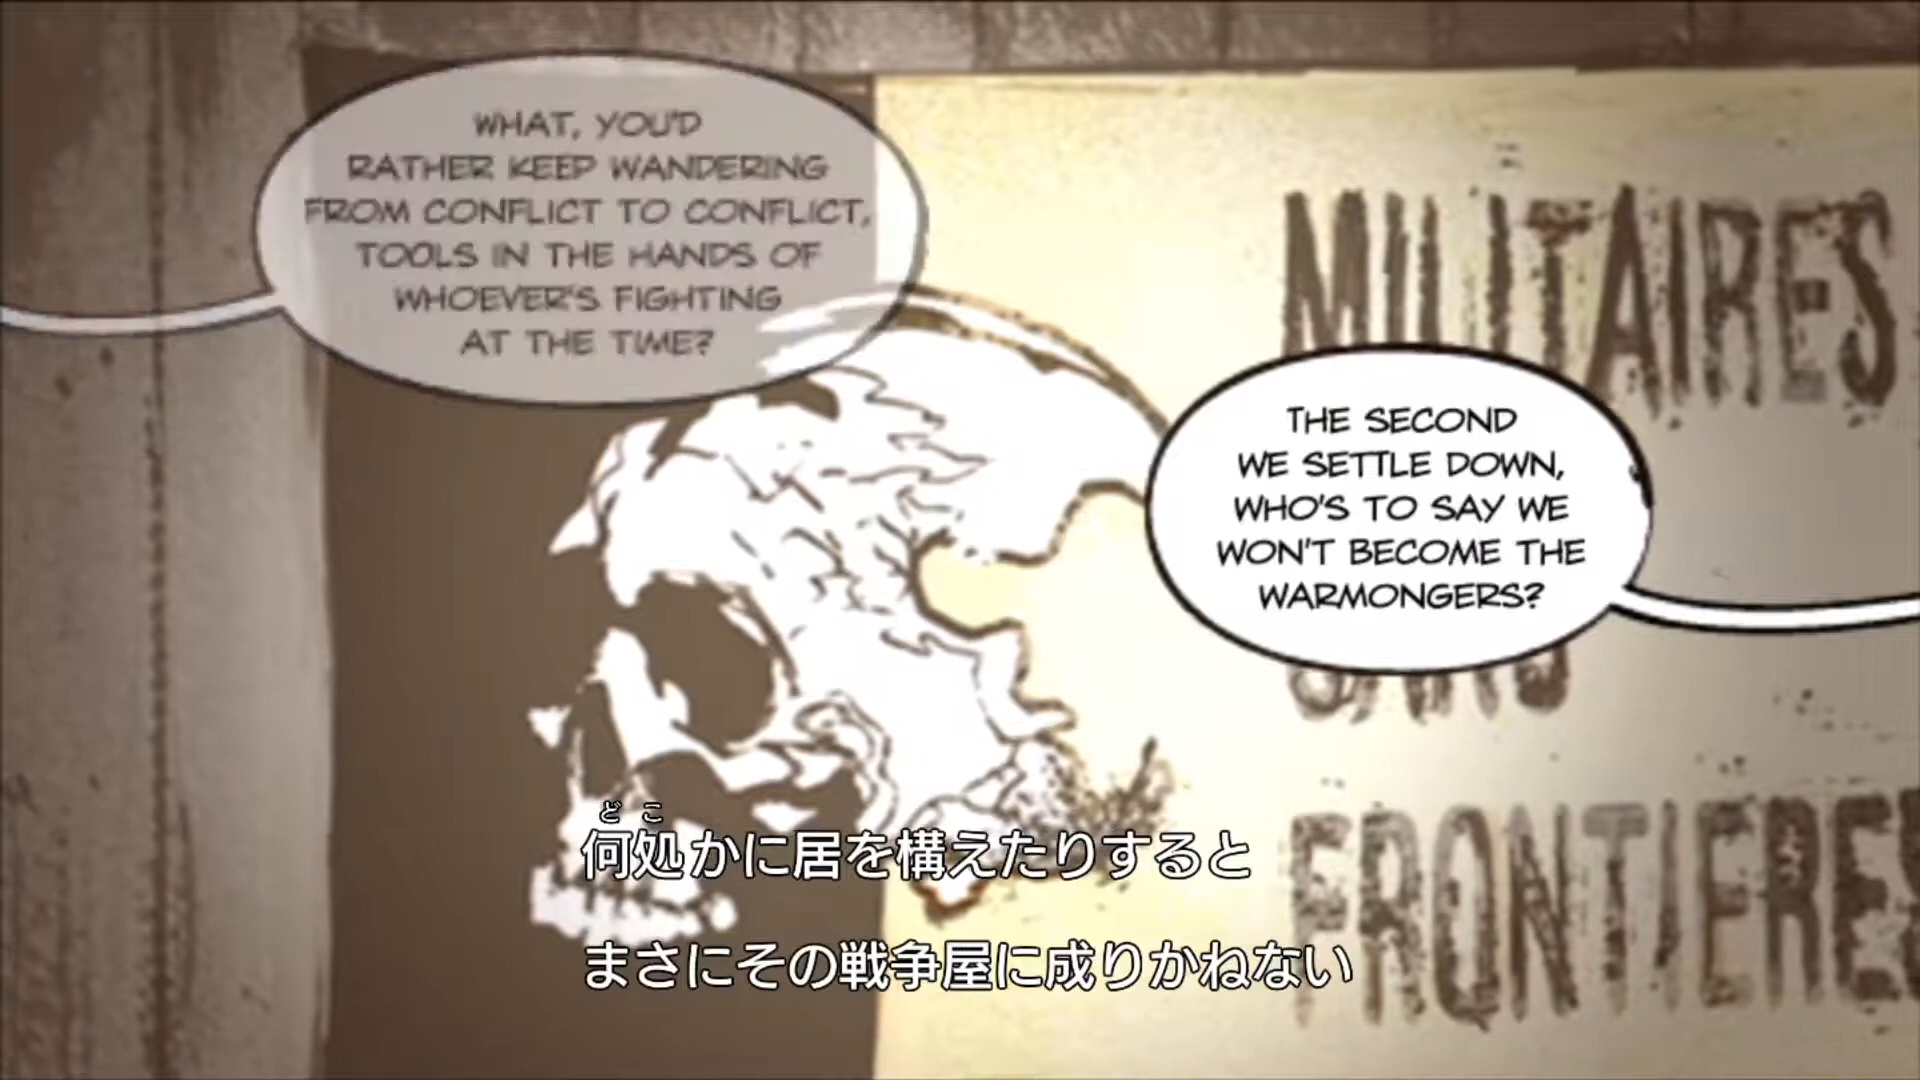 WHAT, YOU'D
RATHER KEEP WANDERING
FROM CONFLICT TO CONFLICT,
TOOLS IN THE HANDS OF
WHOEVER'S FIGHTING
AT THE TIME?
MILITAIRES
THE SECOND
WE SETTLE DOWN,
WHO'S TO SAY WE
WON'T BECOME THE
WARMONGERS?
FRONTIERES
どこ
何処かに居を構えたりすると
まさにその戦争屋に成りかねない